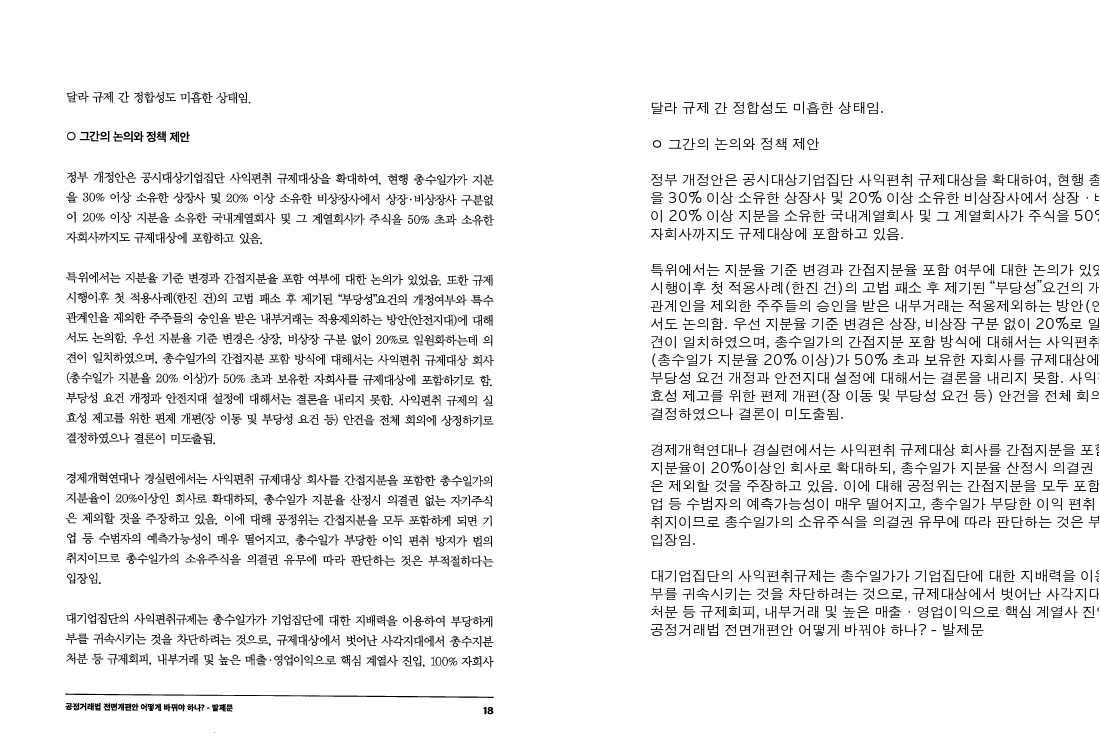 달라 규제 간 정합성도 미흡한 상태임.
○ 그간의 논의와 정책 제안
정부 개정안은 공시대상기업집단 사익편취 규제대상을 확대하여, 현행 총수일가가 지분
을 30% 이상 소유한 상장사 및 20% 이상 소유한 비상장사에서 상장·비상장사 구분없
이 20% 이상 지분을 소유한 국내계열회사 및 그 계열회사가 주식을 50% 초과 소유한
자회사까지도 규제대상에 포함하고 있음.
특위에서는 지분율 기준 변경과 간접지분을 포함 여부에 대한 논의가 있었음. 또한 규제
시행이후 첫 적용사례(한진 건)의 고법 패소 후 제기된 “부당성”요건의 개정여부와 특수
관계인을 제외한 주주들의 승인을 받은 내부거래는 적용제외하는 방안(안전지대)에 대해
서도 논의함. 우선 지분율 기준 변경은 상장, 비상장 구분 없이 20%로 일원화하는데 의
견이 일치하였으며, 총수일가의 간접지분 포함 방식에 대해서는 사익편취 규제대상 회사
(총수일가 지분율 20% 이상)가 50% 초과 보유한 자회사를 규제대상에 포함하기로 함.
부당성 요건 개정과 안전지대 설정에 대해서는 결론을 내리지 못함. 사익편취 규제의 실
효성 제고를 위한 편제 개편(장 이동 및 부당성 요건 등) 안건을 전체 회의에 상정하기로
결정하였으나 결론이 미도출됨.
경제개혁연대나 경실련에서는 사익편취 규제대상 회사를 간접지분을 포함한 총수일가의
지분율이 20%이상인 회사로 확대하되, 총수일가 지분율 산정시 의결권 없는 자기주식
은 제외할 것을 주장하고 있음. 이에 대해 공정위는 간접지분을 모두 포함하게 되면 기
업 등 수범자의 예측가능성이 매우 떨어지고, 총수일가 부당한 이익 편취 방지가 법의
취지이므로 총수일가의 소유주식을 의결권 유무에 따라 판단하는 것은 부적절하다는
입장임.
대기업집단의 사익편취규제는 총수일가가 기업집단에 대한 지배력을 이용하여 부당하게
부를 귀속시키는 것을 차단하려는 것으로, 규제대상에서 벗어난 사각지대에서 총수지분
처분 등 규제회피, 내부거래 및 높은 매출·영업이익으로 핵심 계열사 진입, 100% 자회사
공정거래법 전면개편안 어떻게 바꿔야 하나? - 발제문
18
달라 규제 간 정합성도 미흡한 상태임.
ㅇ 그간의 논의와 정책 제안
정부 개정안은 공시대상기업집단 사익편취 규제대상을 확대하여, 현행
을 30% 이상 소유한 상장사 및 20% 이상 소유한 비상장사에서 상장 ·
이 20% 이상 지분을 소유한 국내계열회사 및 그 계열회사가 주식을
자회사까지도 규제대상에 포함하고 있음.
특위에서는 지분율 기준 변경과 간접지분율 포함 여부에 대한 논의가
시행이후 첫 적용사례(한진 건)의 고법 패소 후 제기된 “부당성”요건의
관계인을 제외한 주주들의 승인을 받은 내부거래는 적용제외하는
서도 논의함. 우선 지분율 기준 변경은 상장, 비상장 구분 없이 20%로
견이 일치하였으며, 총수일가의 간접지분 포함 방식에 대해서는
(총수일가 지분율 20% 이상)가 50% 초과 보유한 자회사를 규제대상에
부당성 요건 개정과 안전지대 설정에 대해서는 결론을 내리지 못함.
효성 제고를 위한 편제 개편(장 이동 및 부당성 요건 등) 안건을 전체
결정하였으나 결론이 미도출됨.
경제개혁연대나 경실련에서는 사익편취 규제대상 회사를 간접지분을
지분율이 20%이상인 회사로 확대하되, 총수일가 지분율 산정시 의결권
은 제외할 것을 주장하고 있음. 이에 대해 공정위는 간접지분을 모두
업 등 수범자의 예측가능성이 매우 떨어지고, 총수일가 부당한 이익 편취
취지이므로 총수일가의 소유주식을 의결권 유무에 따라 판단하는 것은
입장임.
대기업집단의 사익편취규제는 총수일가가 기업집단에 대한 지배력을
부를 귀속시키는 것을 차단하려는 것으로, 규제대상에서 벗어난
처분 등 규제회피, 내부거래 및 높은 매출 · 영업이익으로 핵심 계열사
공정거래법 전면개편안 어떻게 바꿔야 하나? - 발제문